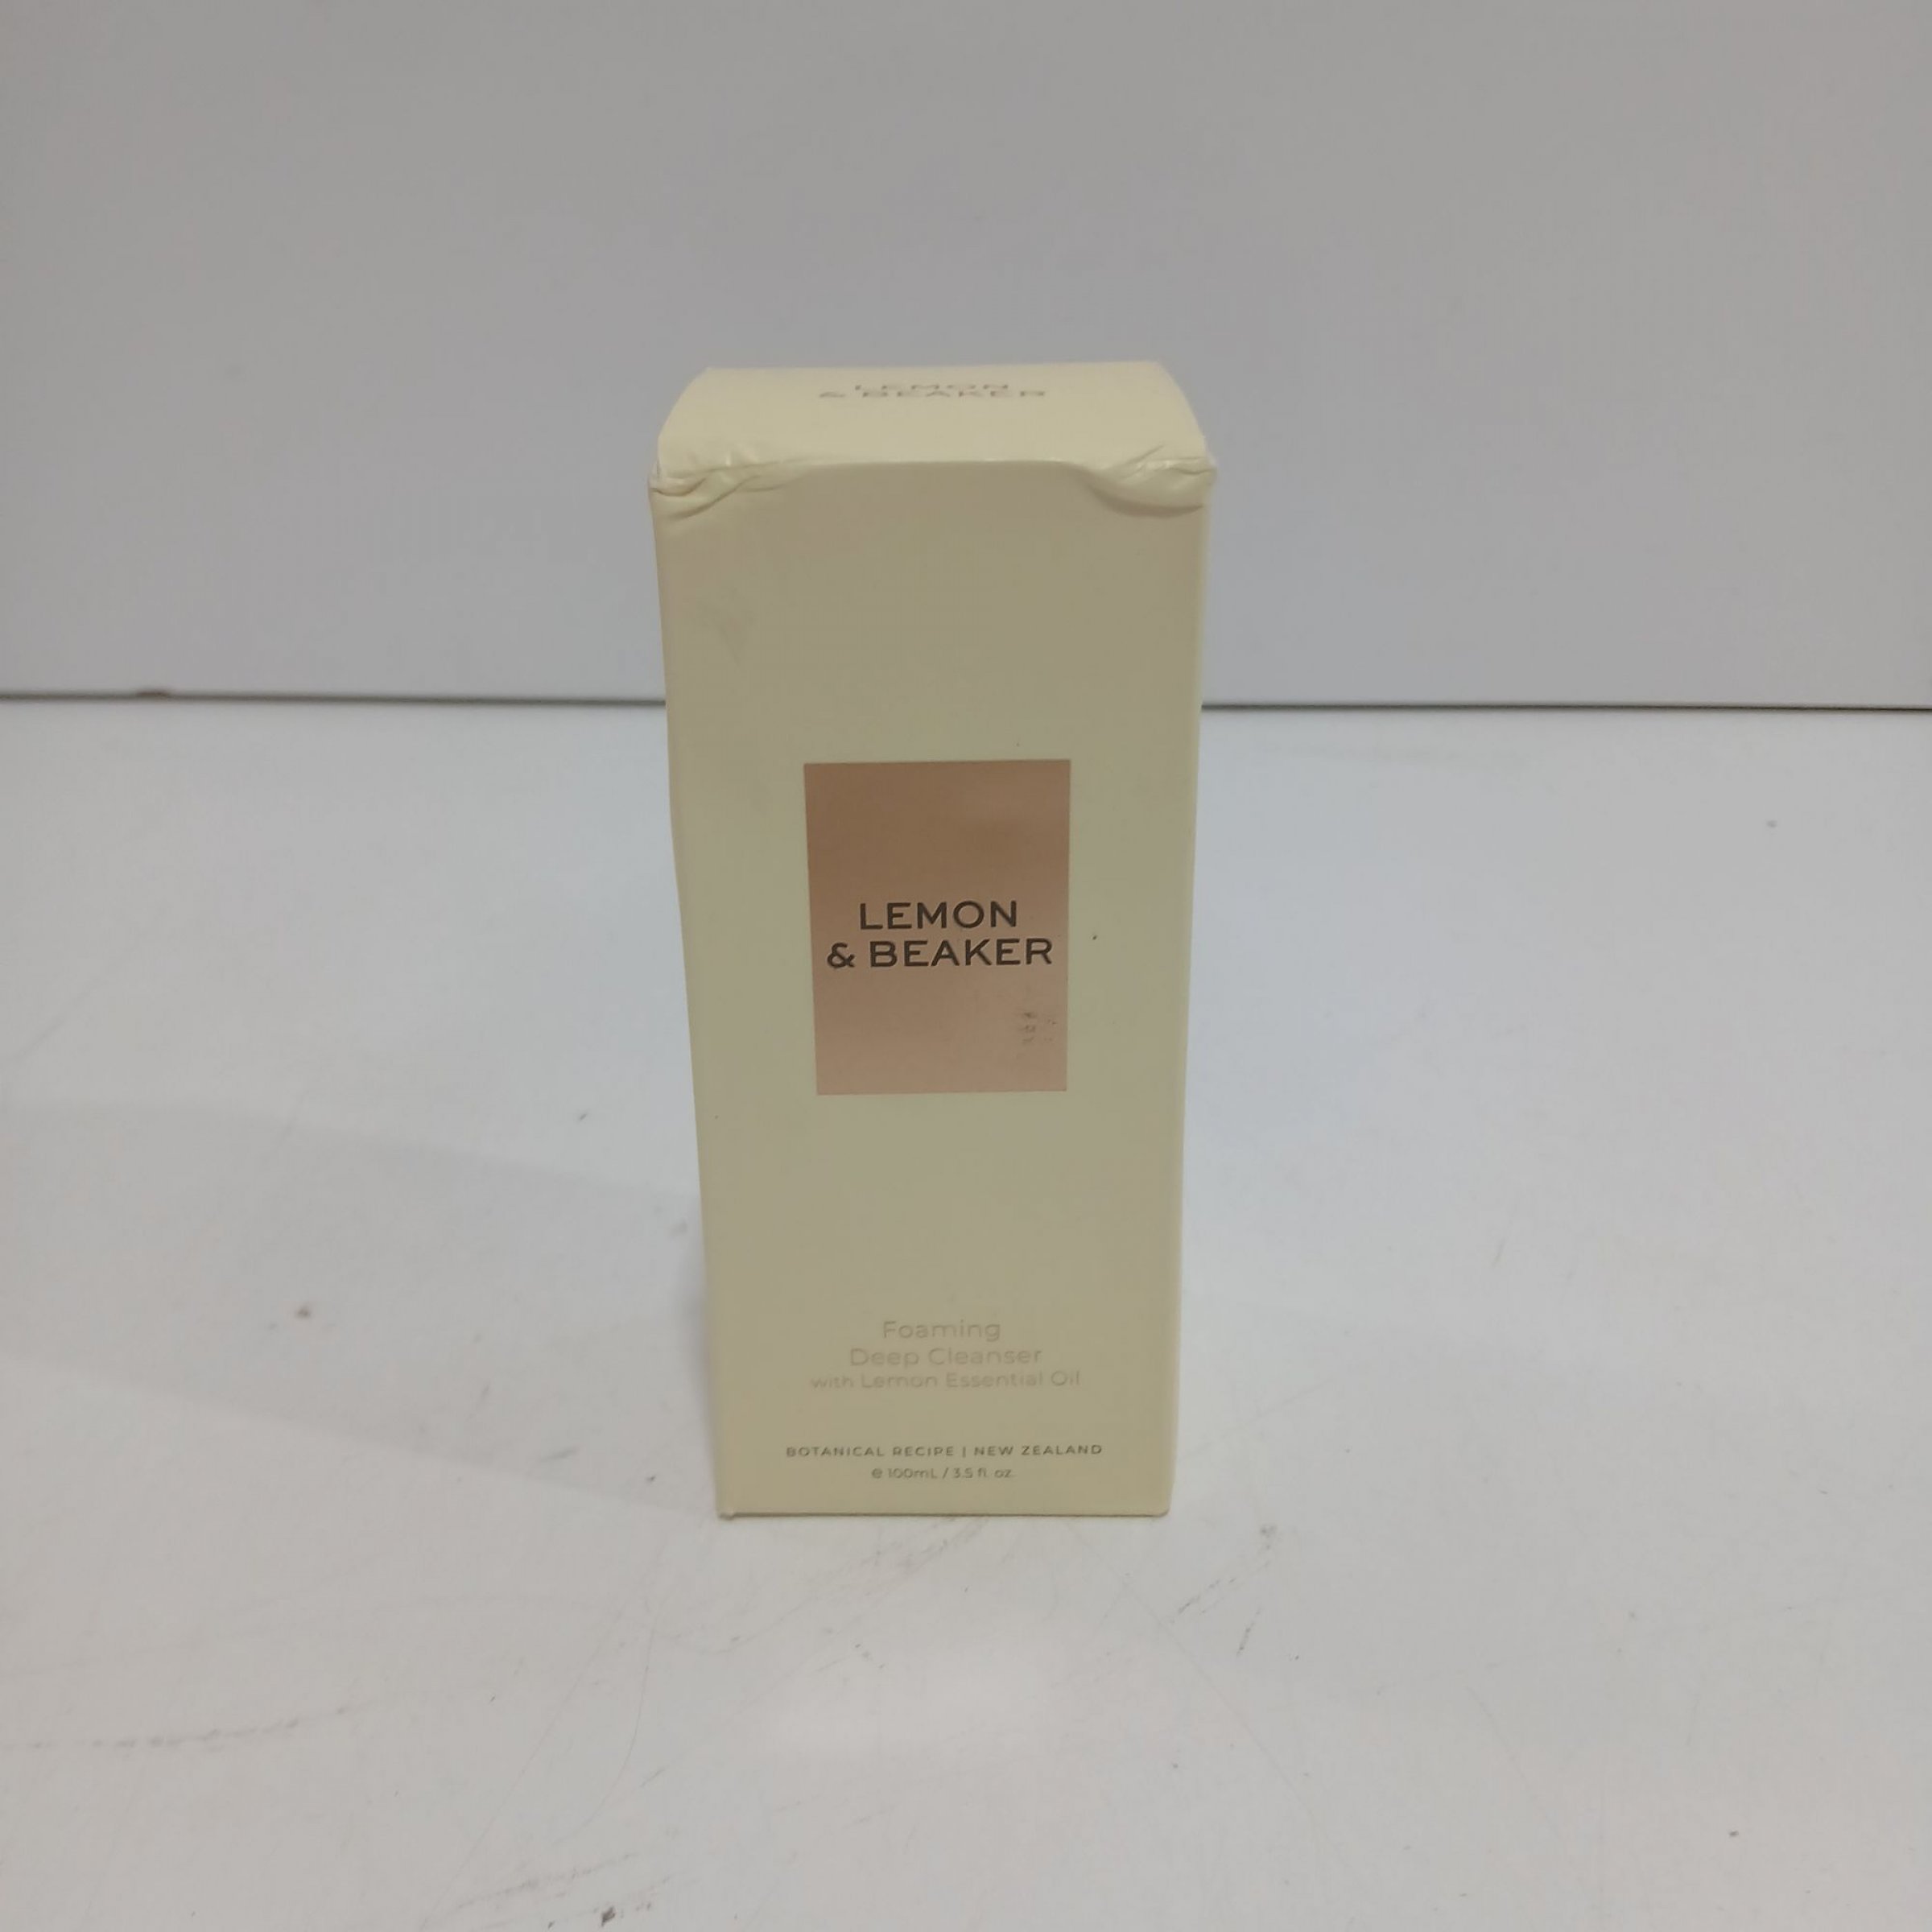 LEMON
& BEAKER
LEMON
& BEAKER
Foaming
Deep Cleanser
with Lemon Essential Oil
BOTANICAL RECIPE | NEW ZEALAND
℮ 100mL / 3.5 fl. oz.